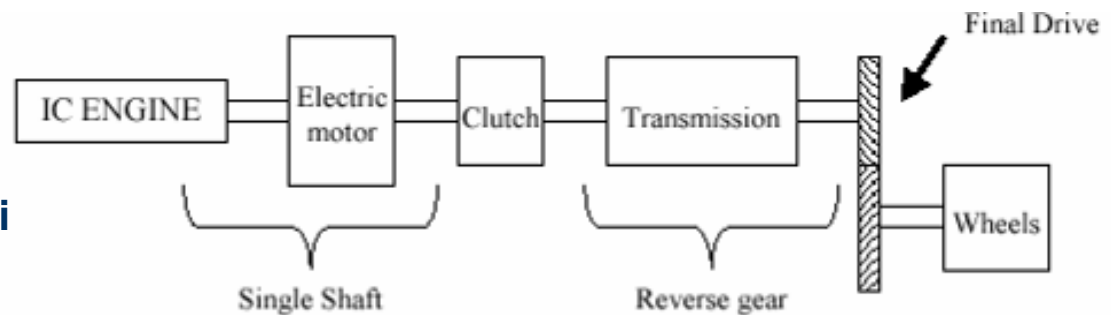 Final Drive
IC ENGINE
Electric
motor
Clutch
Transmission
Wheels
i
Single Shaft
Reverse gear